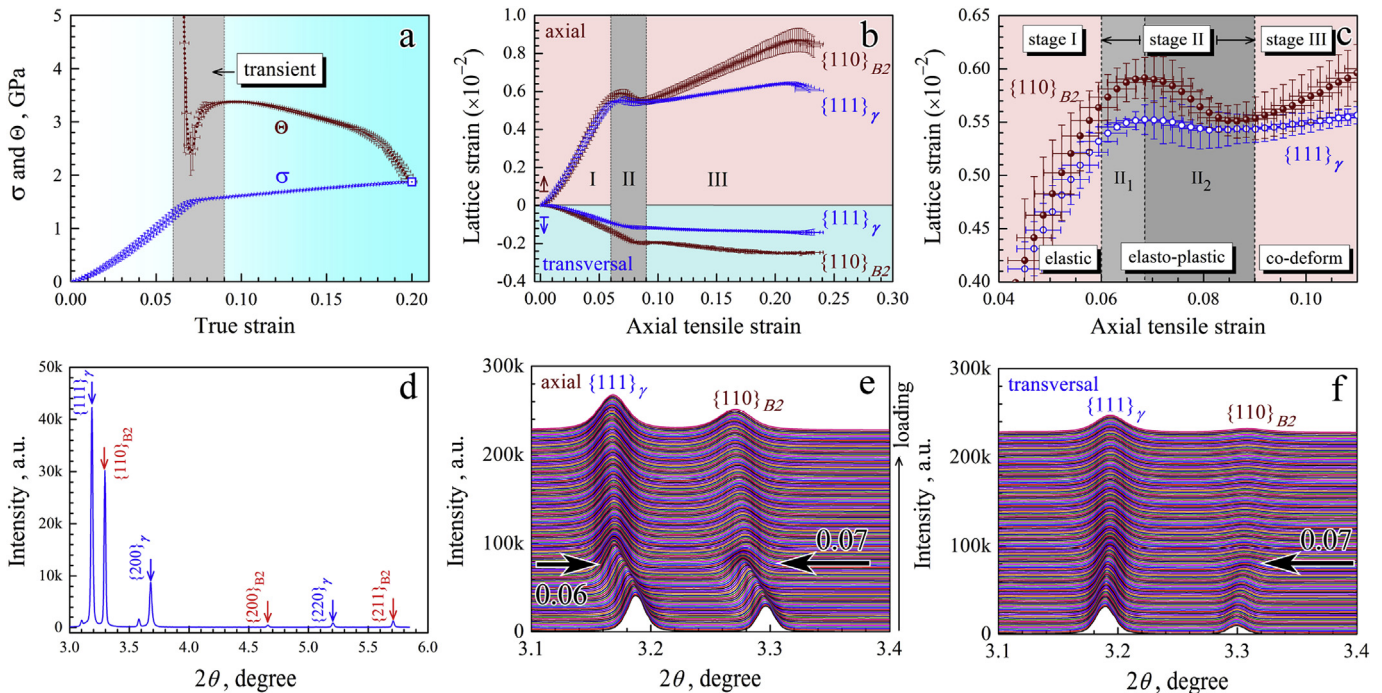 a
σ and Θ , GPa
5
4
3
2
1
0
transient
Θ
σ
0.00 0.05 0.10 0.15 0.20
True strain
b
Lattice strain (×10⁻²)
1.0
0.8
0.6
0.4
0.2
0
-0.2
-0.4
axial
{110}B2
{111}γ
I II III
{111}γ
{110}B2
transversal
0.00 0.06 0.12 0.18 0.24 0.30
Axial tensile strain
c
Lattice strain (×10⁻²)
0.65
0.60
0.55
0.50
0.45
0.40
stage I stage II stage III
{110}B2
{111}γ
II₁ II₂
elastic elasto-plastic co-deform
0.04 0.06 0.08 0.10
Axial tensile strain
d
Intensity , a.u.
50k
40k
30k
20k
10k
0
{111}γ
{110}B2
{200}γ
{200}B2
{220}γ
{211}B2
3.0 3.5 4.0 4.5 5.0 5.5 6.0
2θ , degree
e
Intensity , a.u.
300k
200k
100k
0
axial
{111}γ
{110}B2
loading
0.07
0.06
3.1 3.2 3.3 3.4
2θ , degree
f
Intensity , a.u.
300k
200k
100k
0
transversal
{111}γ
{110}B2
0.07
3.1 3.2 3.3 3.4
2θ , degree